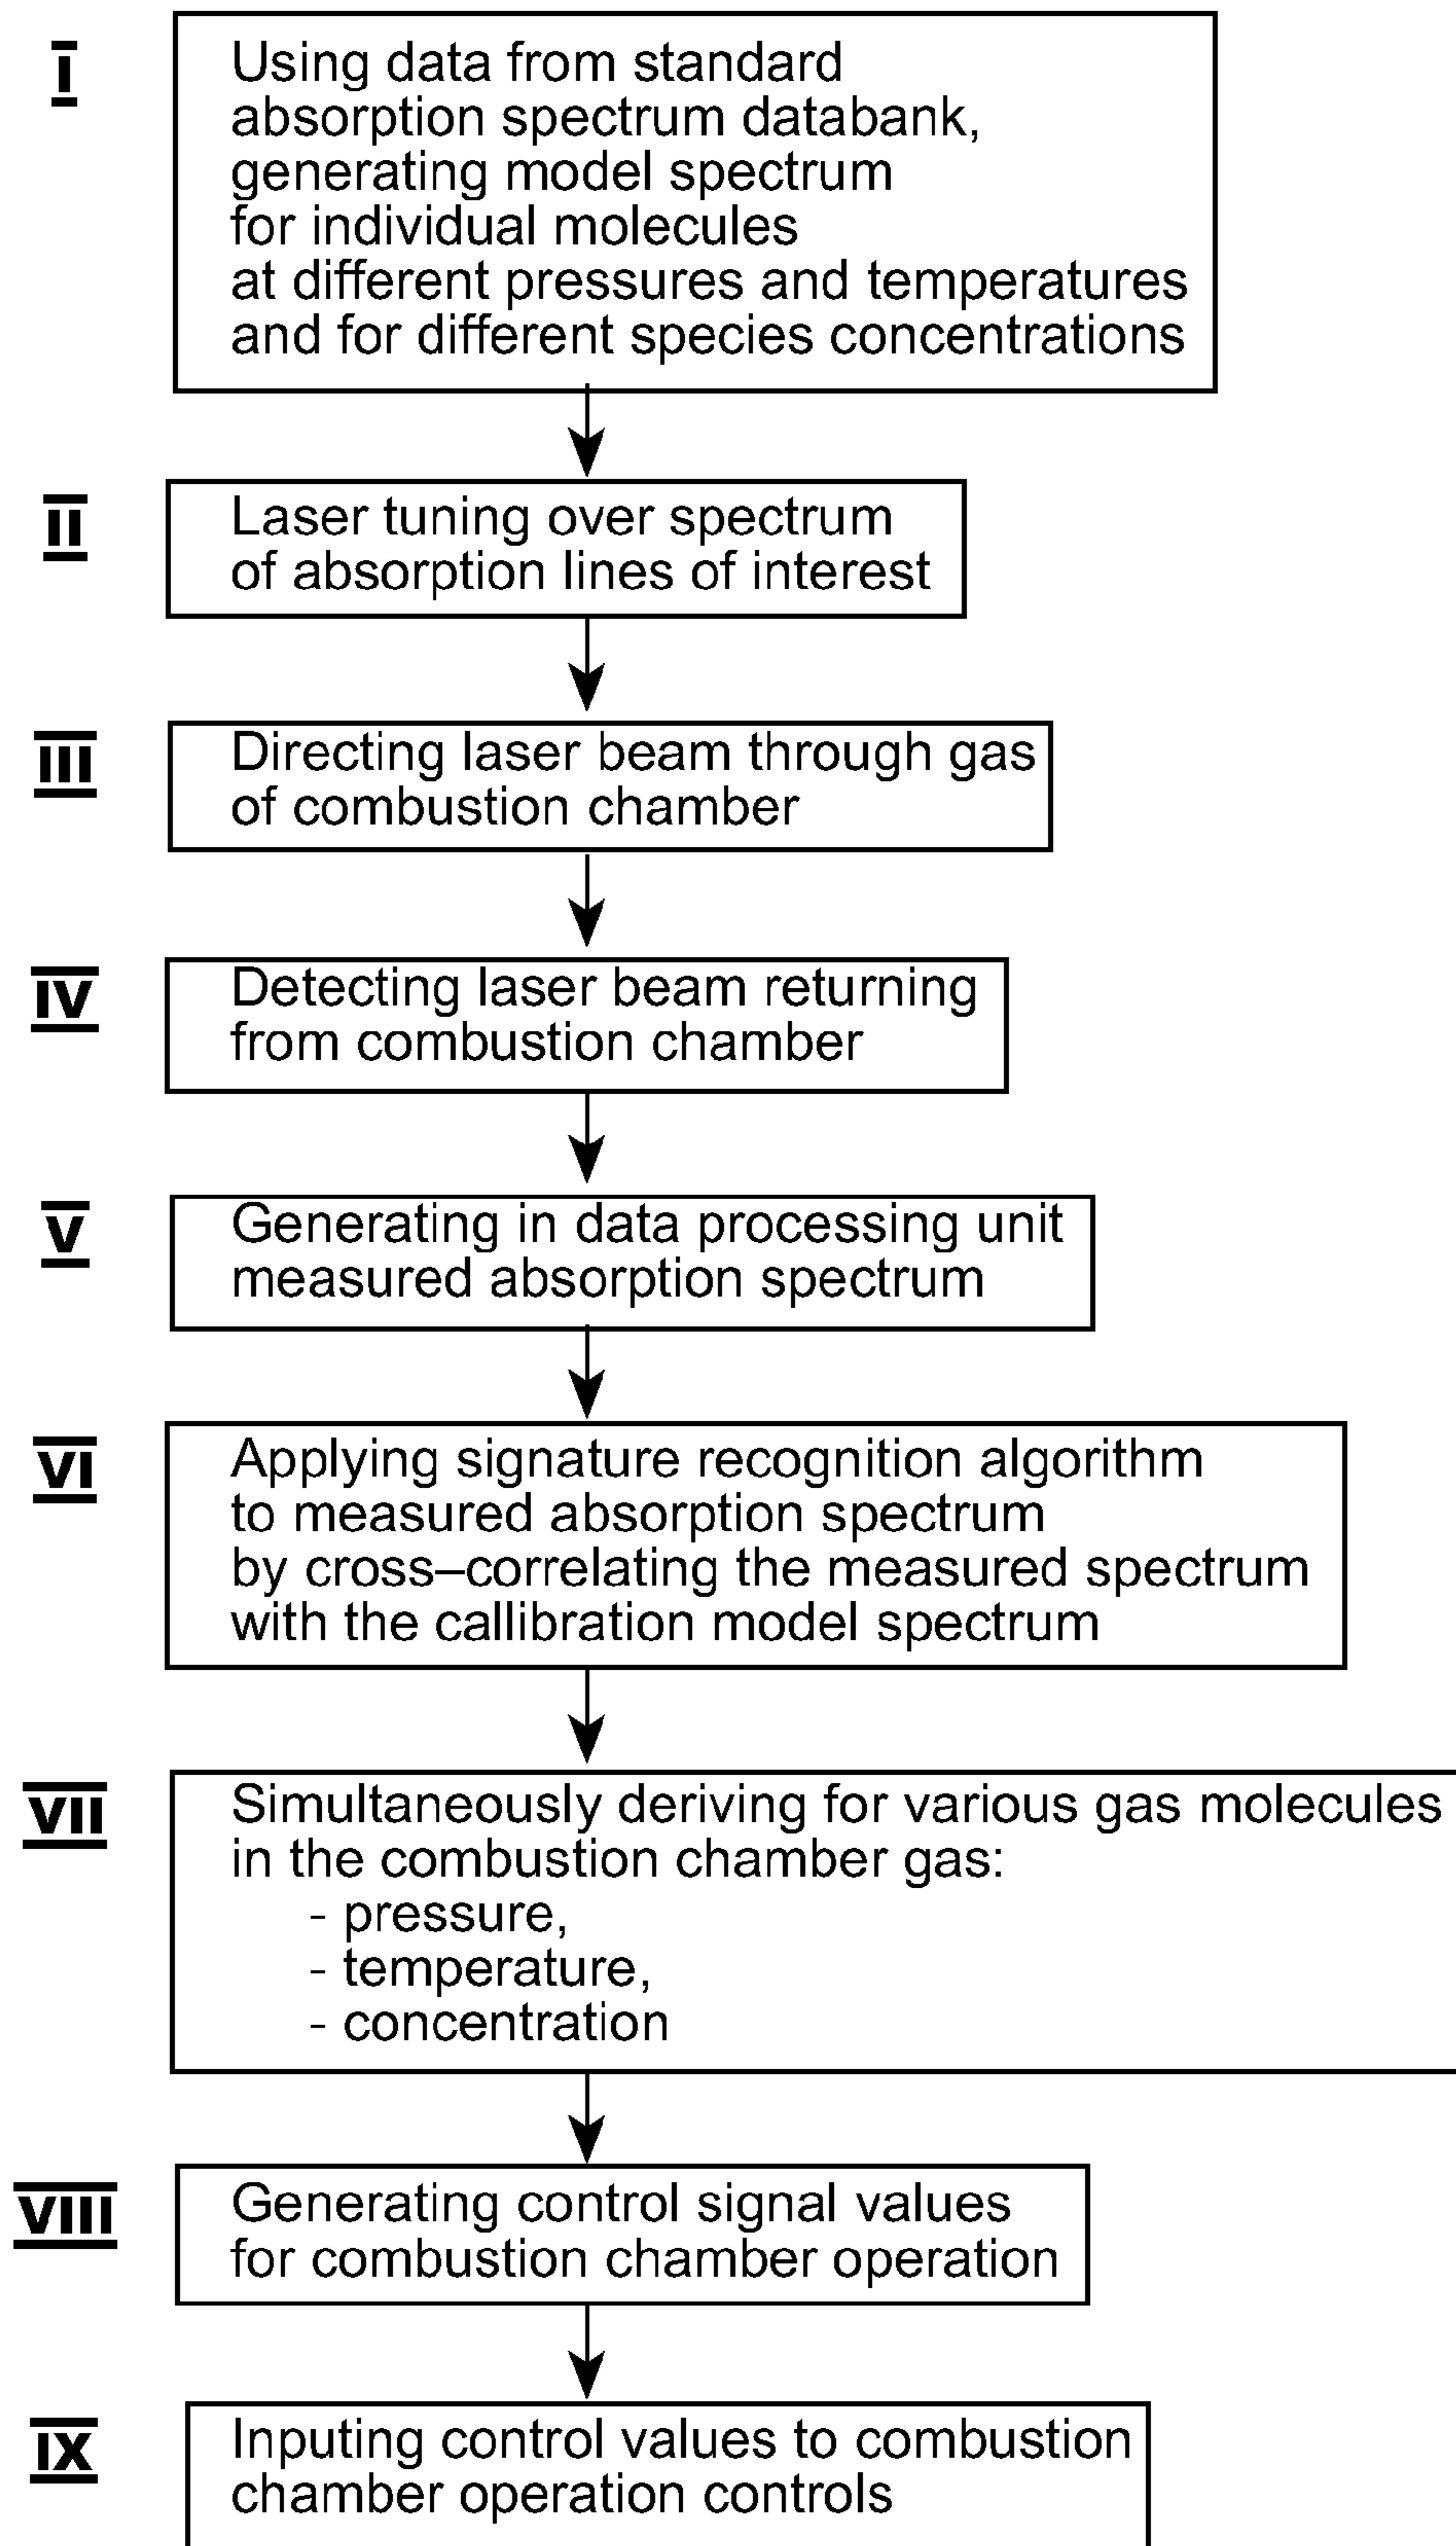 I
Using data from standard
absorption spectrum databank,
generating model spectrum
for individual molecules
at different pressures and temperatures
and for different species concentrations
II
Laser tuning over spectrum
of absorption lines of interest
III
Directing laser beam through gas
of combustion chamber
IV
Detecting laser beam returning
from combustion chamber
V
Generating in data processing unit
measured absorption spectrum
VI
Applying signature recognition algorithm
to measured absorption spectrum
by cross–correlating the measured spectrum
with the callibration model spectrum
VII
Simultaneously deriving for various gas molecules
in the combustion chamber gas:
- pressure,
- temperature,
- concentration
VIII
Generating control signal values
for combustion chamber operation
IX
Inputing control values to combustion
chamber operation controls